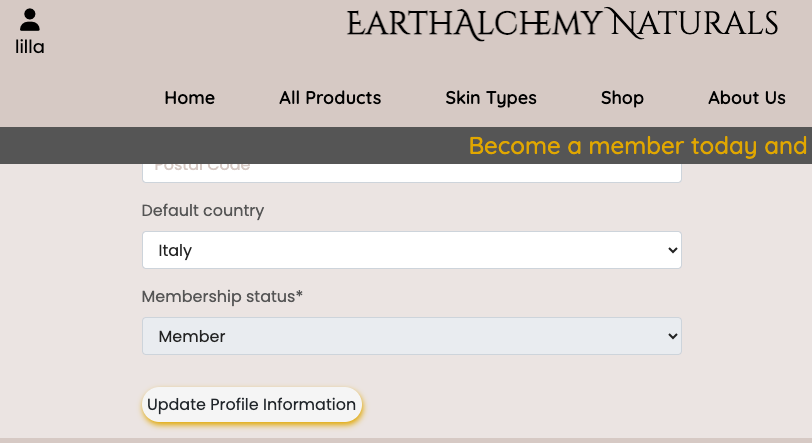 EarthAlchemy Naturals
lilla
Home All Products Skin Types Shop About Us
Become a member today and
Postal Code
Default country
Italy
Membership status*
Member
Update Profile Information